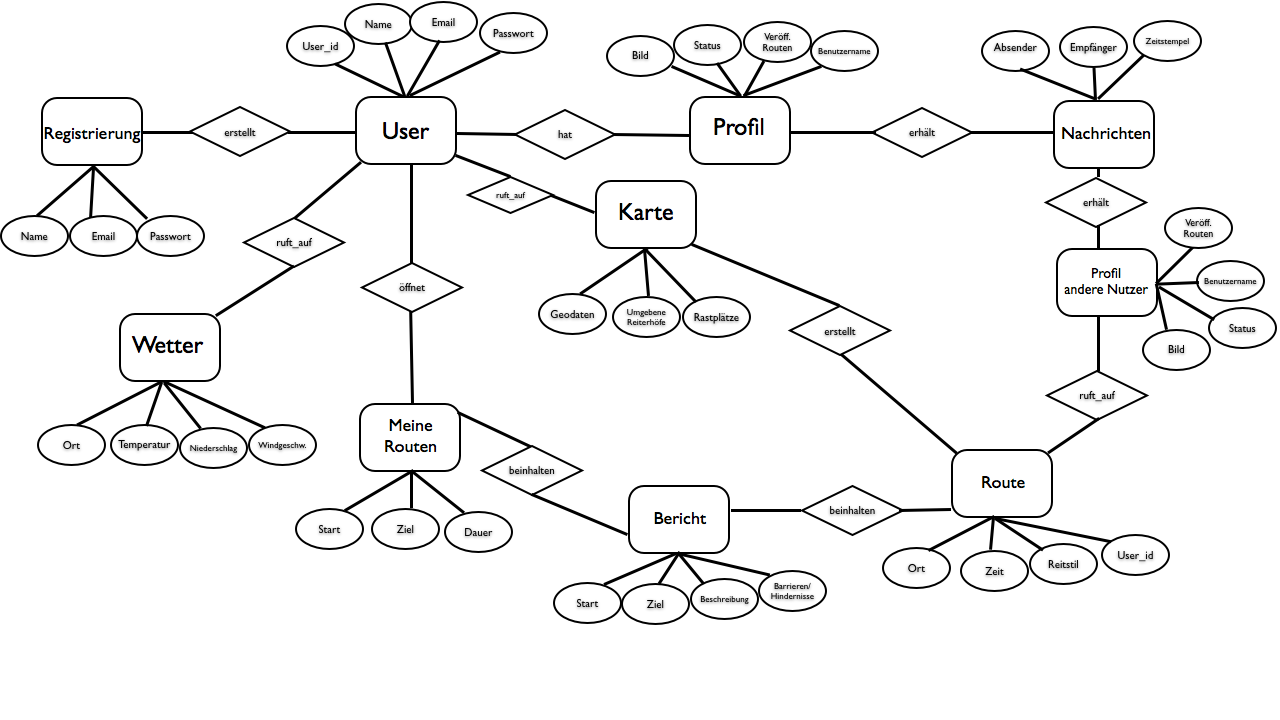 Name
Email
User_id
Passwort
Bild
Status
Veröff.
Routen
Benutzername
Absender
Empfänger
Zeitstempel
Registrierung
erstellt
User
hat
Profil
erhält
Nachrichten
ruft_auf
Karte
erhält
Name
Email
Passwort
ruft_auf
Veröff.
Routen
Profil
andere Nutzer
Benutzername
Status
Bild
öffnet
Geodaten
Umgebene
Reiterhöfe
Rastplätze
erstellt
Wetter
ruft_auf
Ort
Temperatur
Niederschlag
Windgeschw.
Meine
Routen
beinhalten
Route
Start
Ziel
Dauer
Bericht
beinhalten
Ort
Zeit
Reitstil
User_id
Start
Ziel
Beschreibung
Barrieren/
Hindernisse